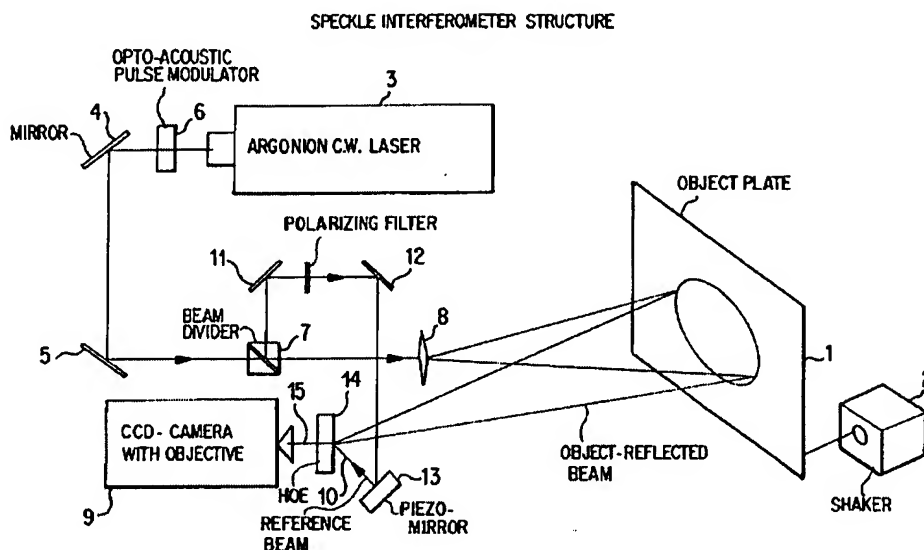 SPECKLE INTERFEROMETER STRUCTURE
OPTO-ACOUSTIC
PULSE MODULATOR
3
4
6
MIRROR
ARGONION C.W. LASER
OBJECT PLATE
POLARIZING FILTER
11
12
BEAM
DIVIDER
7
8
5
1
14
15
CCD-CAMERA
WITH OBJECTIVE
OBJECT-REFLECTED
BEAM
13
HOE
10
9
REFERENCE
BEAM
PIEZO-
MIRROR
SHAKER